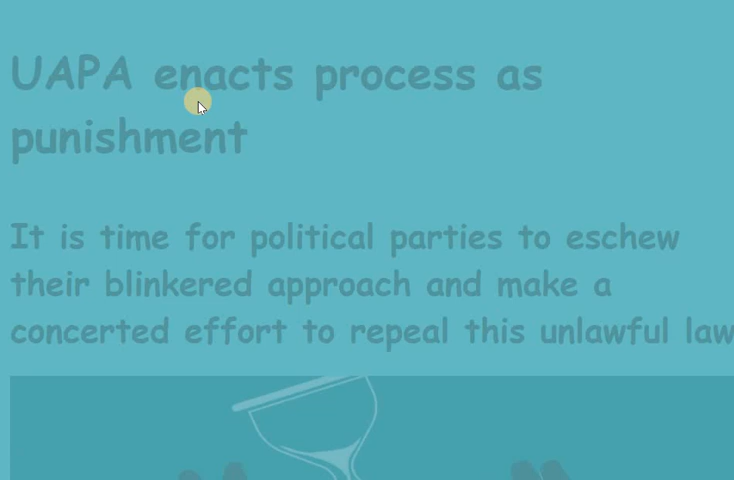 UAPA enacts process as
punishment
It is time for political parties to eschew
their blinkered approach and make a
concerted effort to repeal this unlawful law